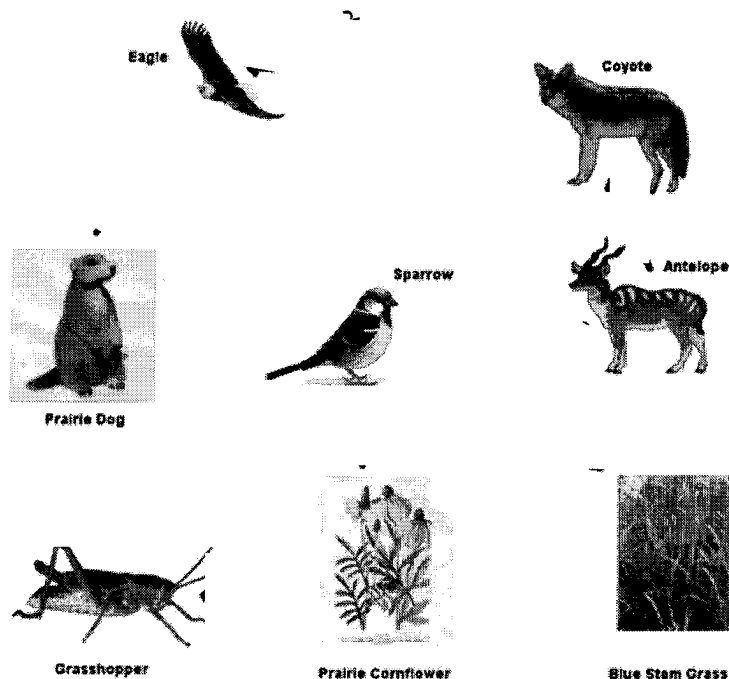 Eagle
Coyote
Sparrow
Antelope
Prairie Dog
Grasshopper
Prairie Cornflower
Blue Stem Grass